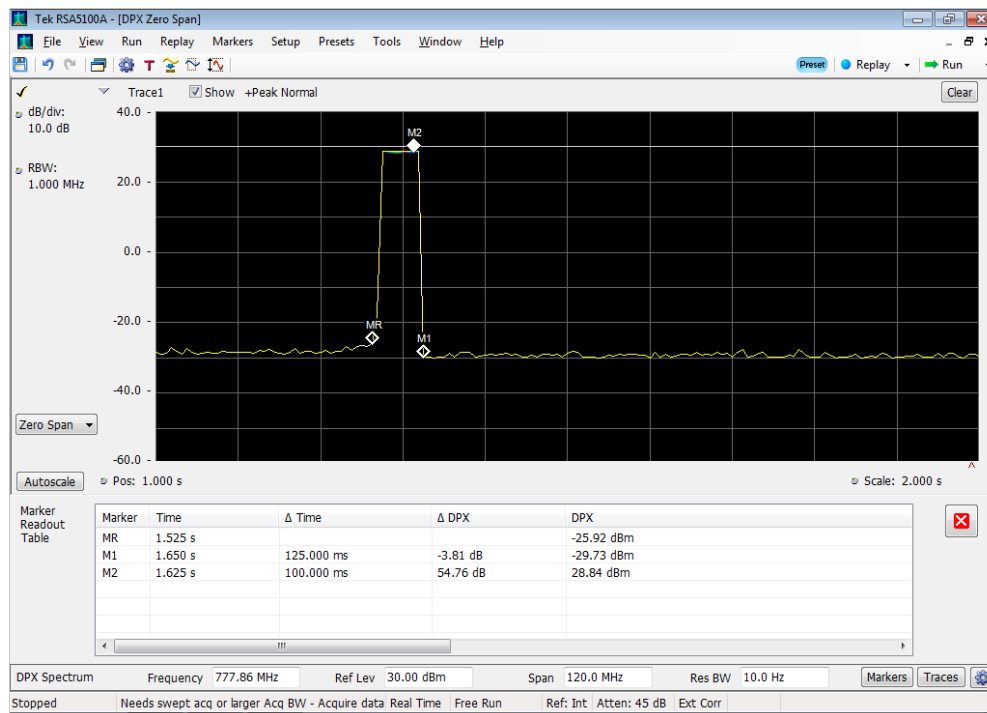 Tek RSA5100A - [DPX Zero Span]
File View Run Replay Markers Setup Presets Tools Window Help
T Preset Replay Run
Trace1 Show +Peak Normal Clear
dB/div:
10.0 dB
RBW:
1.000 MHz
40.0 -
20.0 -
0.0 -
-20.0 -
-40.0 -
-60.0 -
M2
MR
M1
Zero Span
Autoscale Pos: 1.000 s Scale: 2.000 s
Marker
Readout
Table
Marker Time Δ Time Δ DPX DPX
MR 1.525 s -25.92 dBm
M1 1.650 s 125.000 ms -3.81 dB -29.73 dBm
M2 1.625 s 100.000 ms 54.76 dB 28.84 dBm
DPX Spectrum Frequency 777.86 MHz Ref Lev 30.00 dBm Span 120.0 MHz Res BW 10.0 Hz Markers Traces
Stopped Needs swept acq or larger Acq BW - Acquire data Real Time Free Run Ref: Int Atten: 45 dB Ext Corr